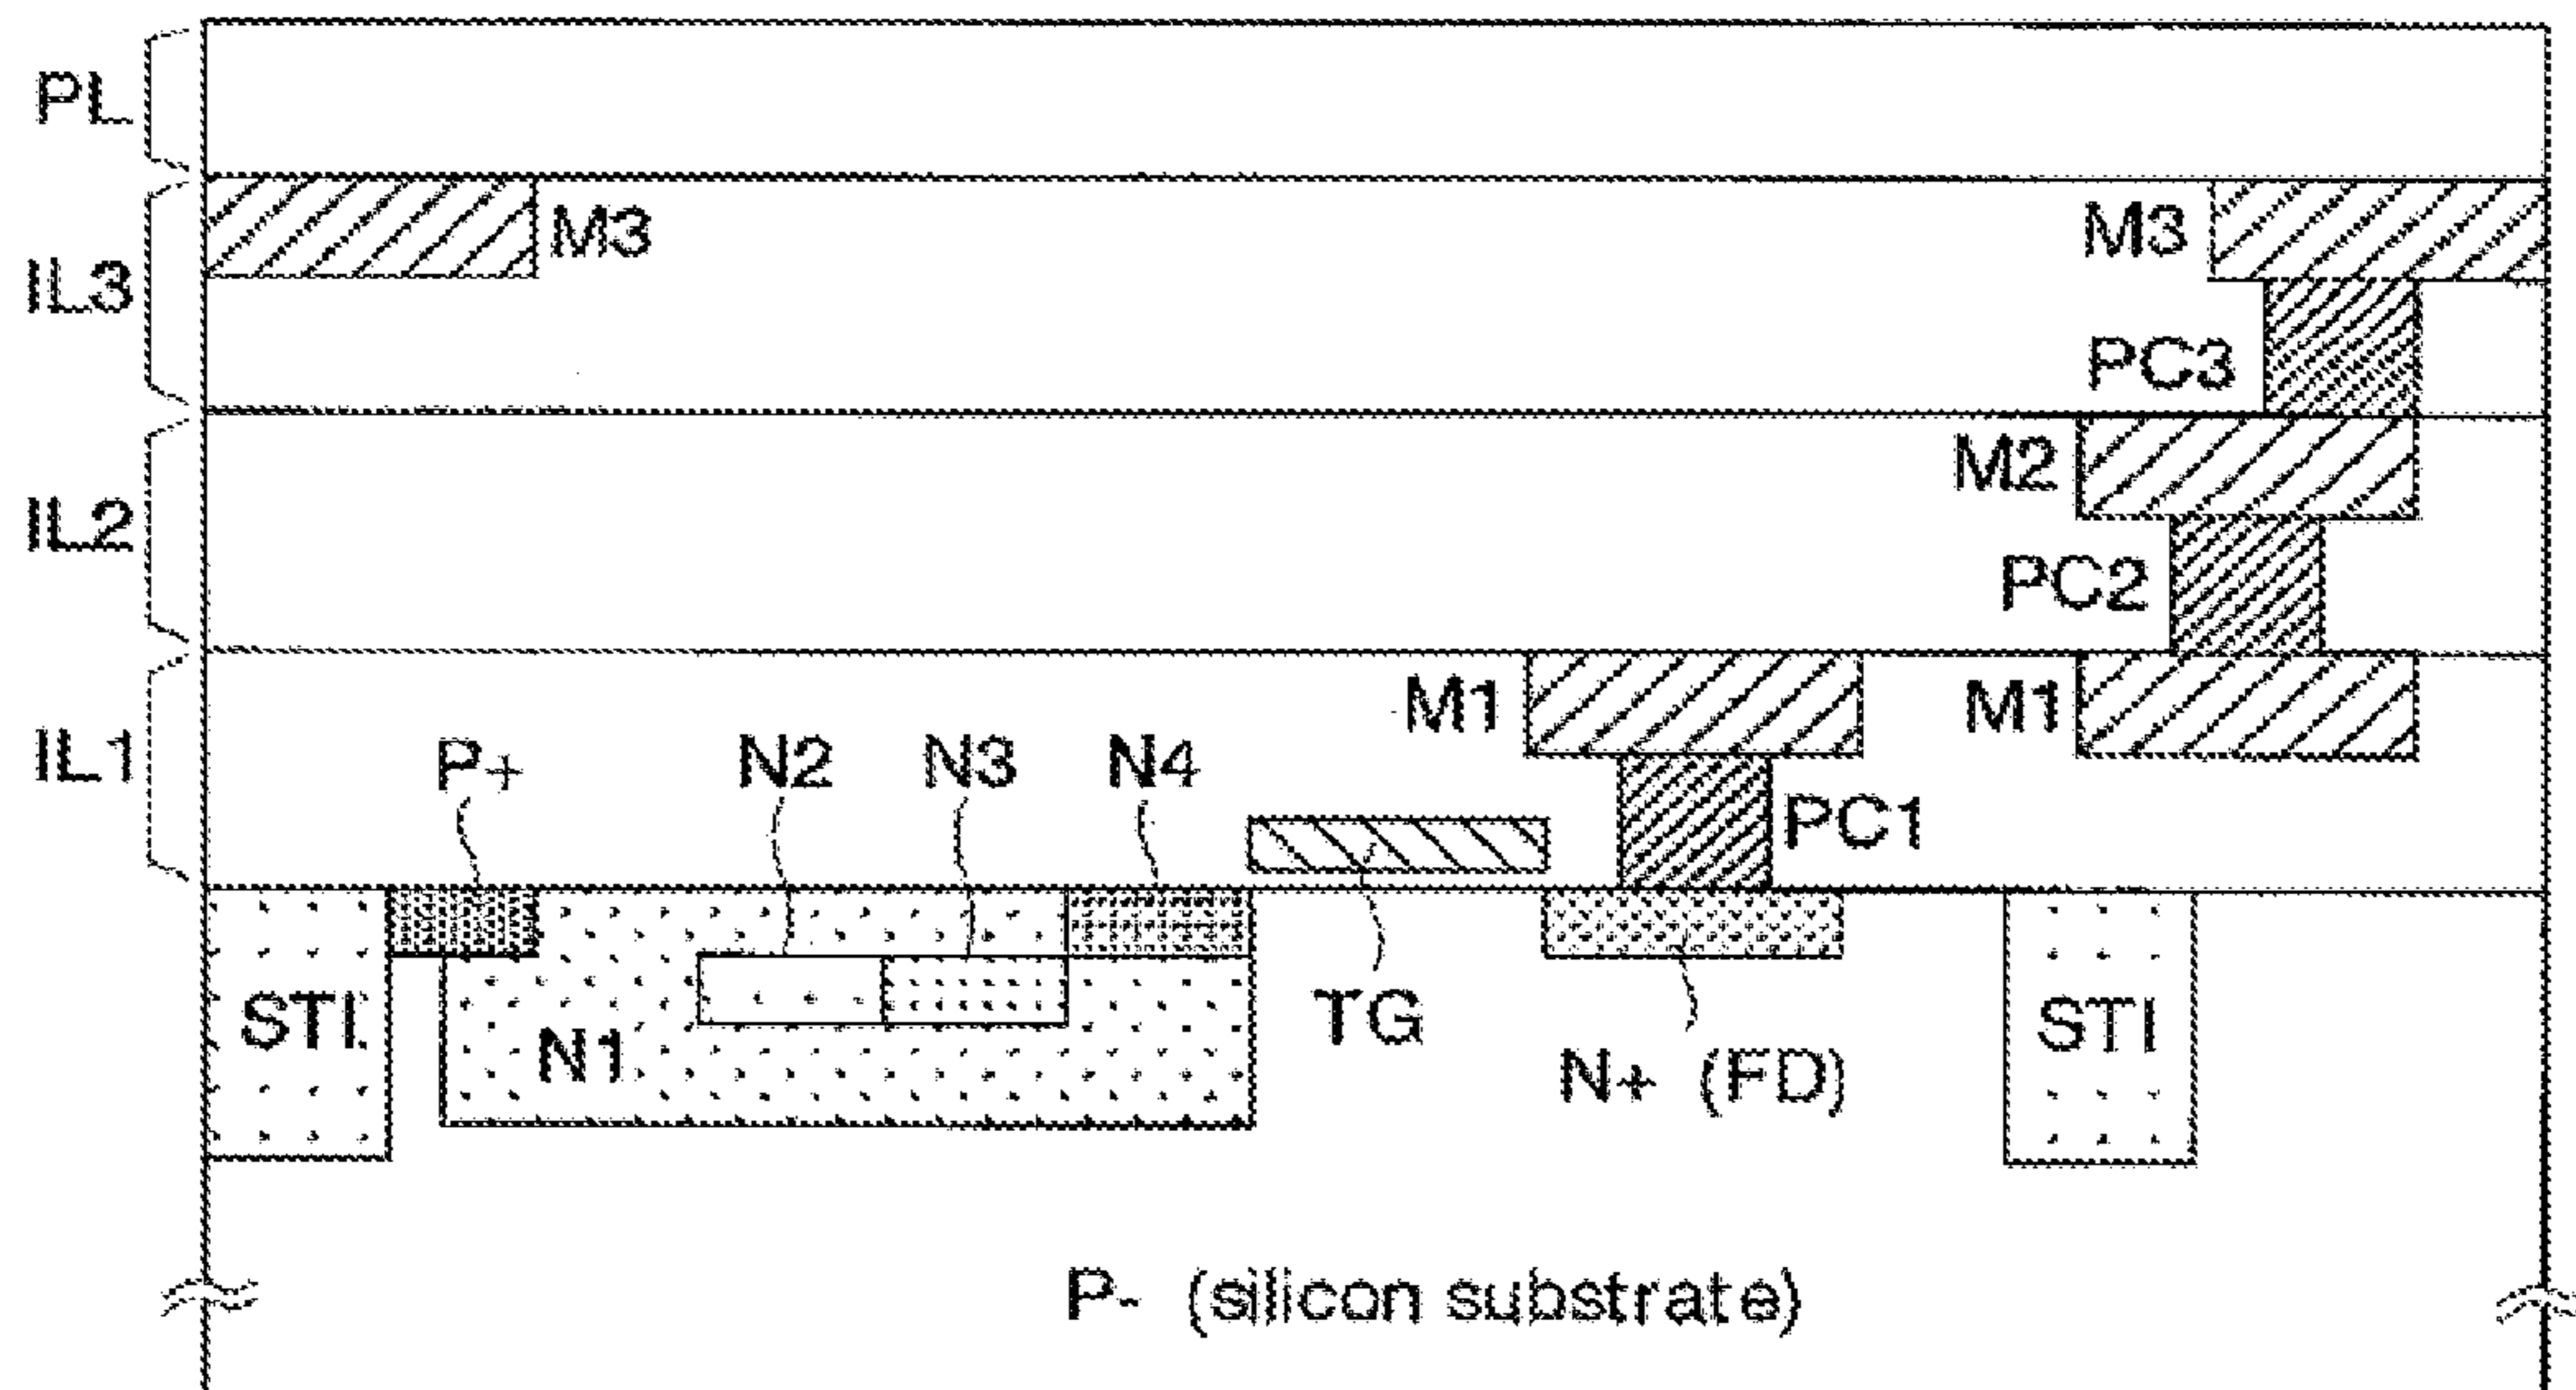 PL
M3
M3
IL3
PC3
M2
IL2
PC2
M1
M1
IL1
P+
N2
N3
N4
PC1
STI
N1
TG
N+ (FD)
STI
P- (silicon substrate)